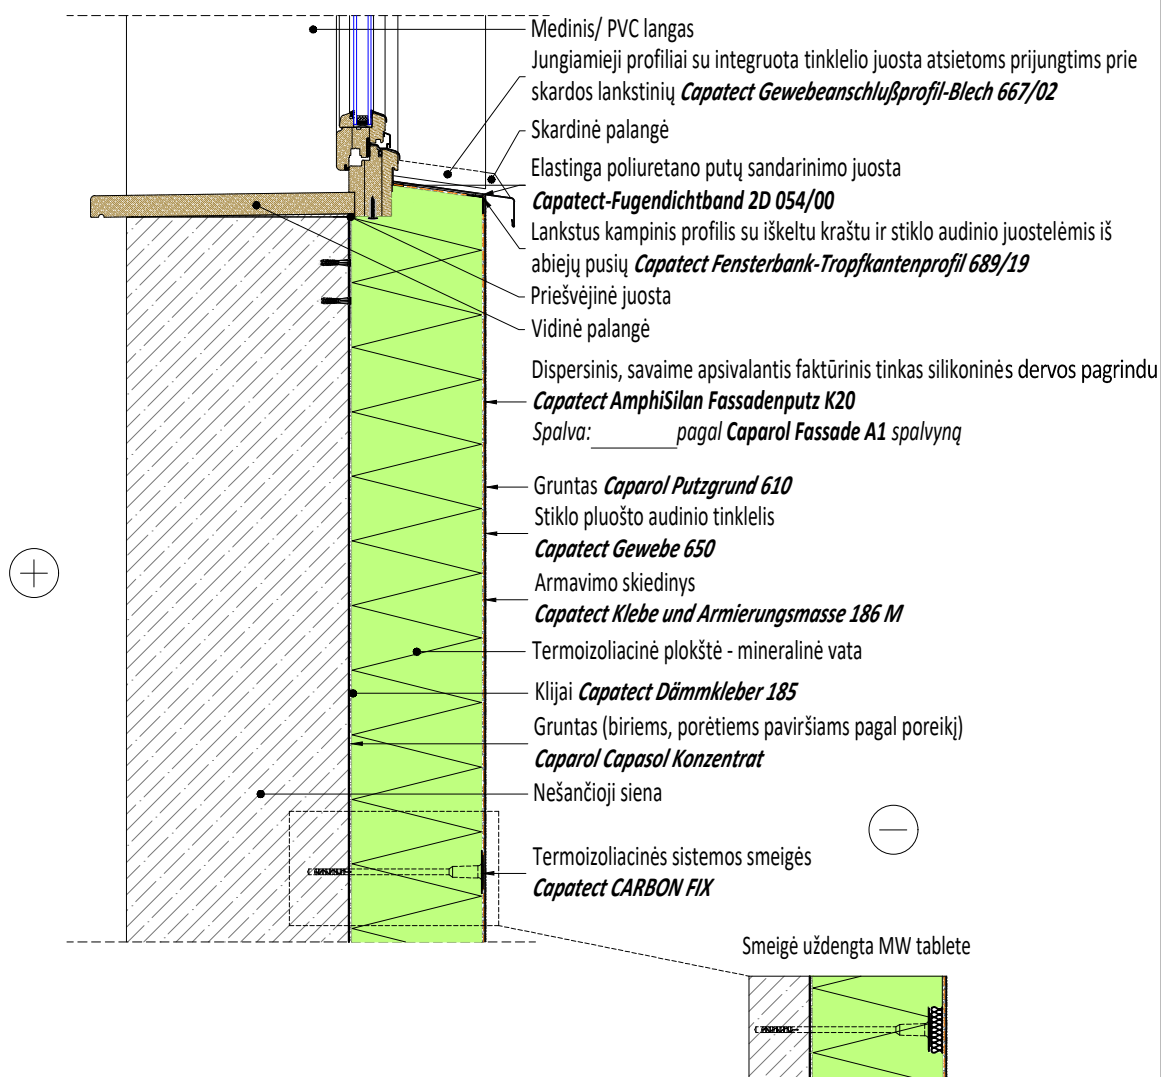 Medinis/ PVC langas
Jungiamieji profiliai su integruota tinklelio juosta atsietoms prijungtims prie
skardos lankstinių Capatect Gewebeanschlußprofil-Blech 667/02
Skardinė palangė
Elastinga poliuretano putų sandarinimo juosta
Capatect-Fugendichtband 2D 054/00
Lankstus kampinis profilis su iškeltu kraštu ir stiklo audinio juostelėmis iš
abiejų pusių Capatect Fensterbank-Tropfkantenprofil 689/19
Priešvėjinė juosta
Vidinė palangė
Dispersinis, savaime apsivalantis faktūrinis tinkas silikoninės dervos pagrindu
Capatect AmphiSilan Fassadenputz K20
Spalva:________ pagal Caparol Fassade A1 spalvyną
Gruntas Caparol Putzgrund 610
Stiklo pluošto audinio tinklelis
Capatect Gewebe 650
Armavimo skiedinys
Capatect Klebe und Armierungsmasse 186 M
Termoizoliacinė plokštė - mineralinė vata
Klijai Capatect Dämmkleber 185
Gruntas (biriems, porėtiems paviršiams pagal poreikį)
Caparol Capasol Konzentrat
Nešančioji siena
Termoizoliacinės sistemos smeigės
Capatect CARBON FIX
Smeigė uždengta MW tablete